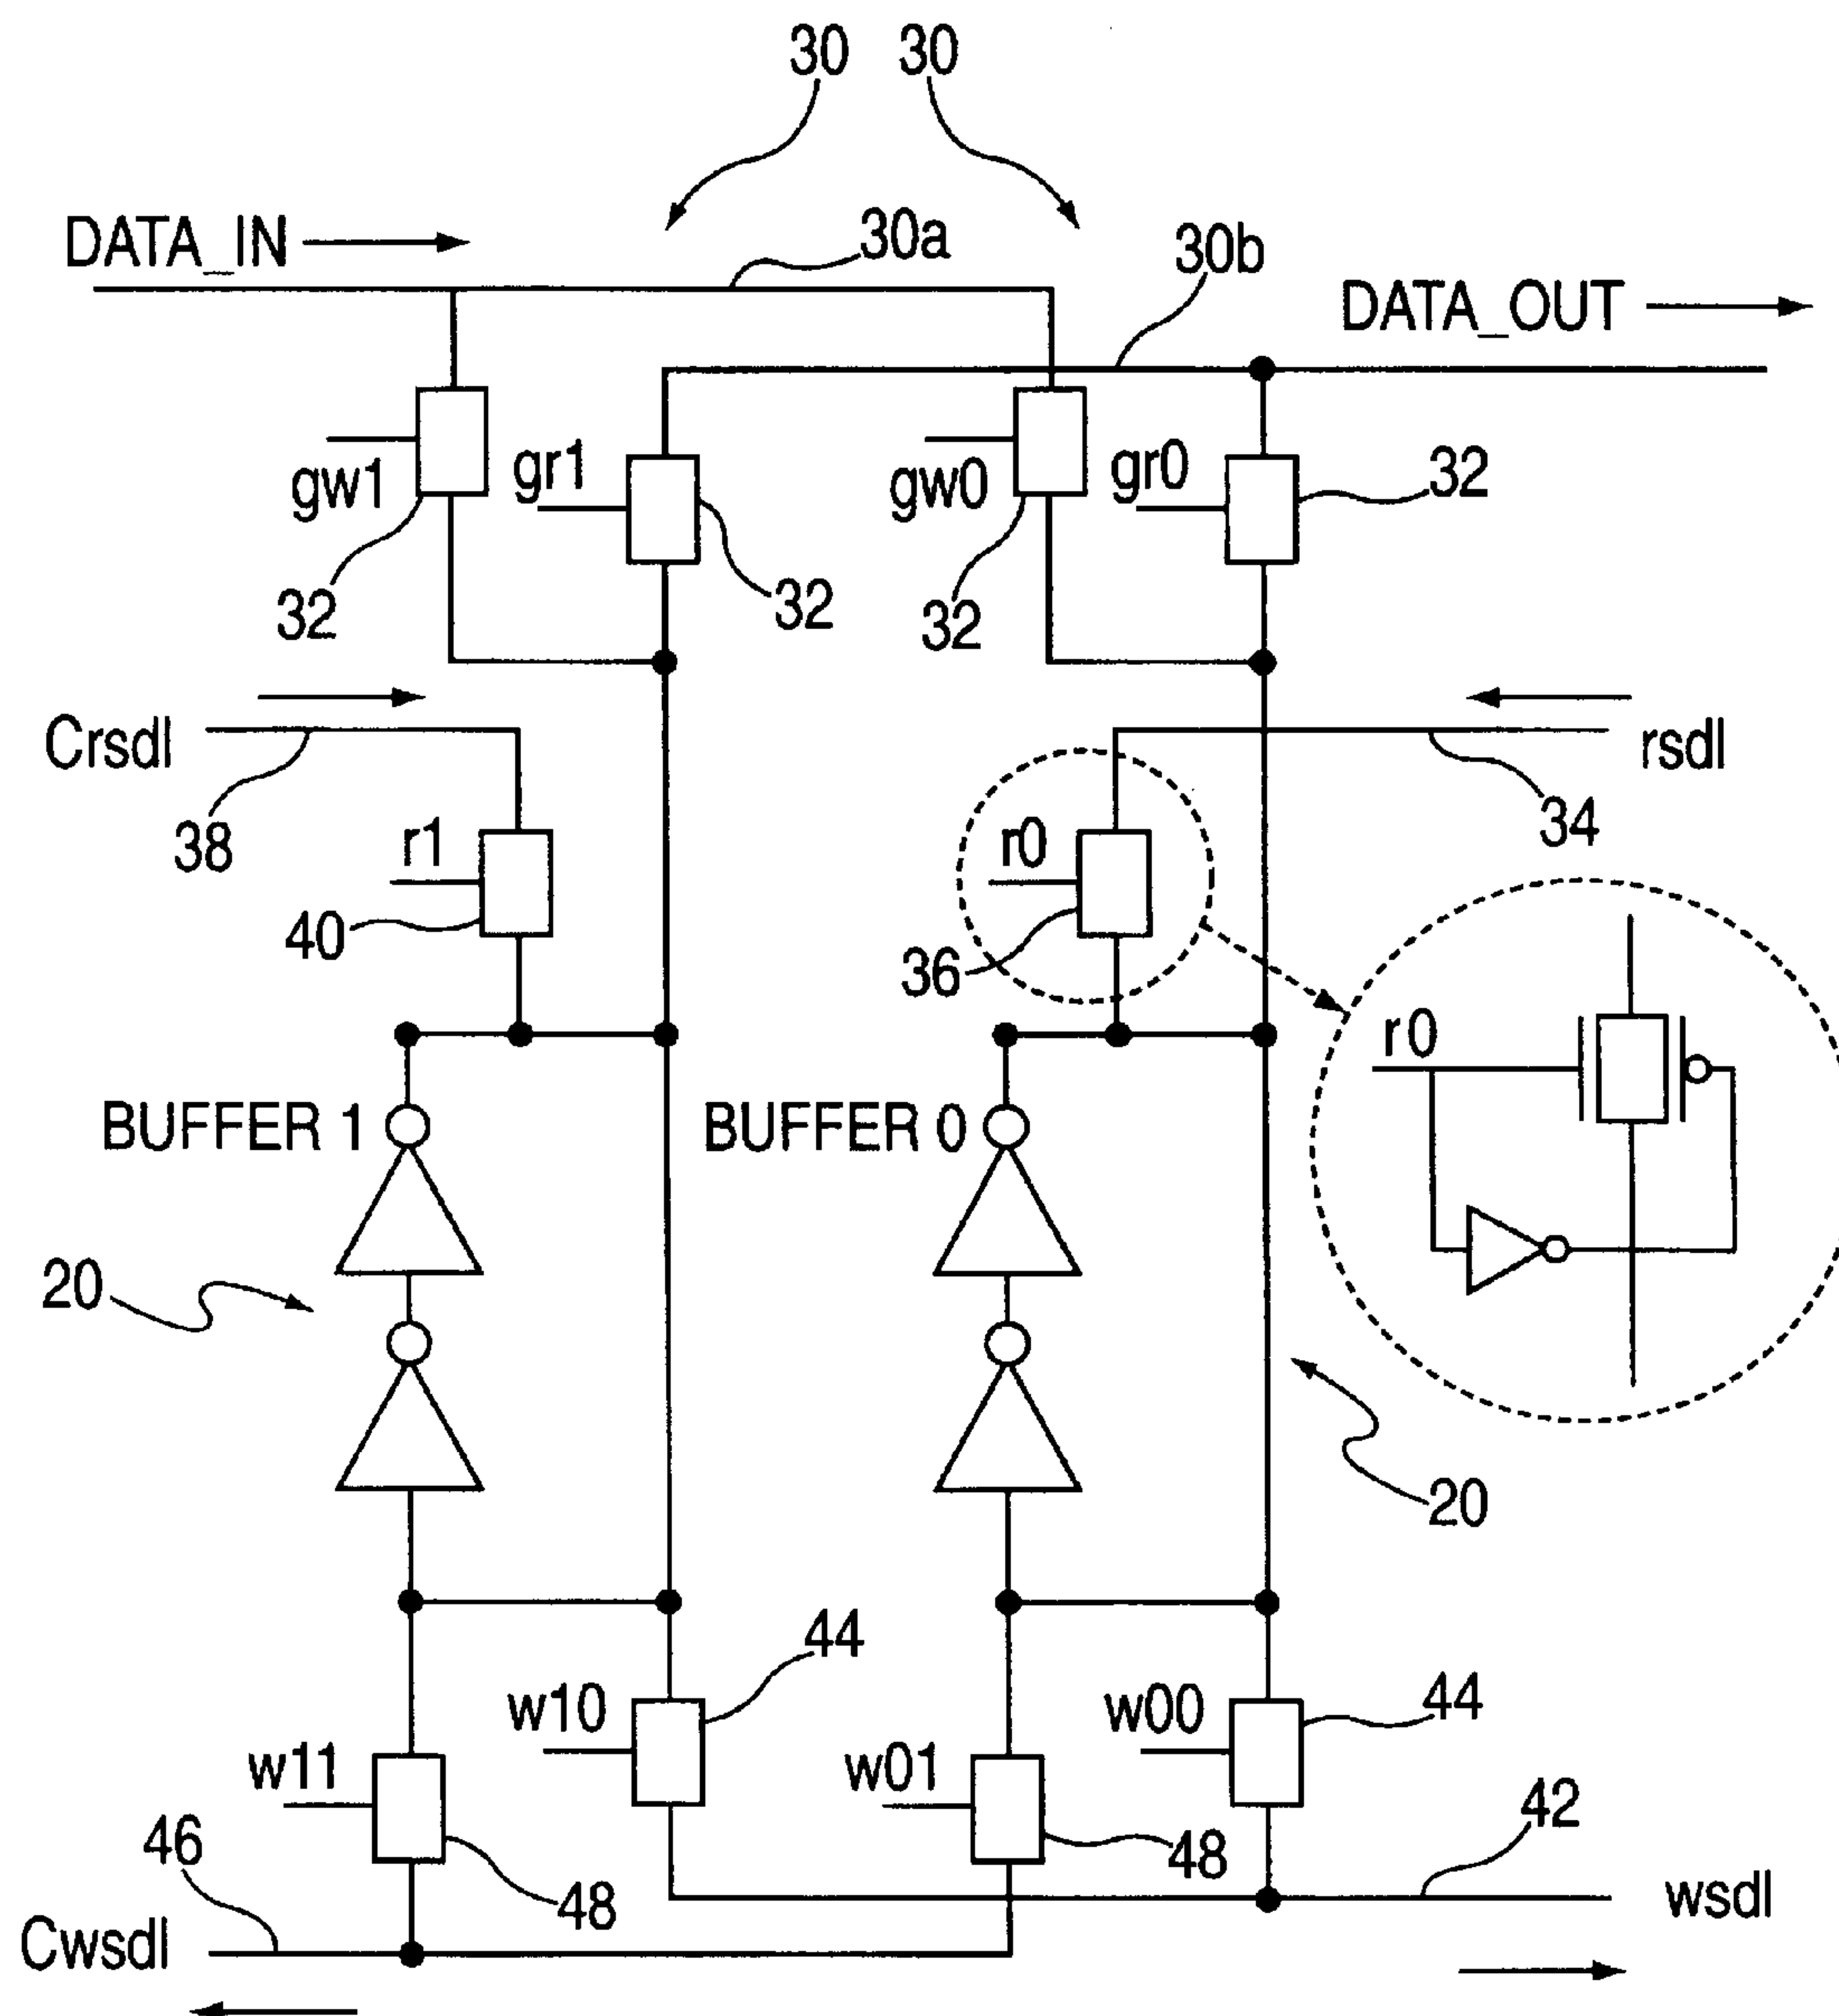 30 30
DATA_IN 30a 30b
DATA_OUT
gw1 gr1 gw0 gr0 32
32 32 32
Crsdl rsdl
38 r1 r0 34
40 36
r0
BUFFER 1 BUFFER 0
20
20
44
w10 w00 44
w11 w01 42
46 48 48
Cwsdl wsdl